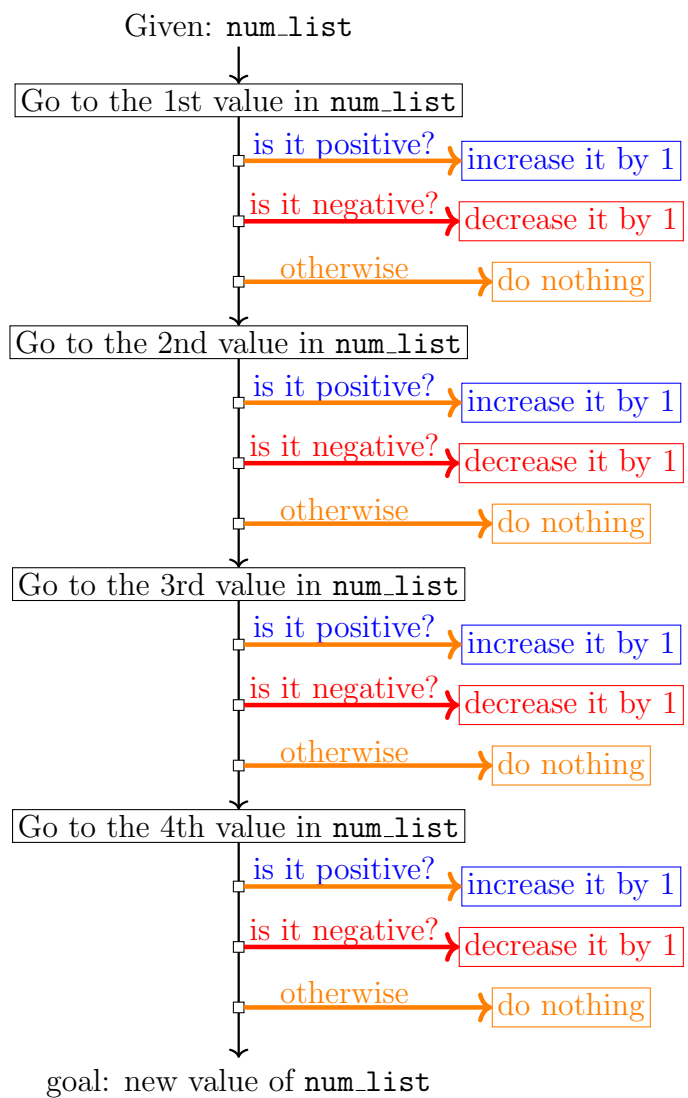 Given: num_list
Go to the 1st value in num_list
is it positive? increase it by 1
is it negative? decrease it by 1
otherwise do nothing
Go to the 2nd value in num_list
is it positive? increase it by 1
is it negative? decrease it by 1
otherwise do nothing
Go to the 3rd value in num_list
is it positive? increase it by 1
is it negative? decrease it by 1
otherwise do nothing
Go to the 4th value in num_list
is it positive? increase it by 1
is it negative? decrease it by 1
otherwise do nothing
goal: new value of num_list